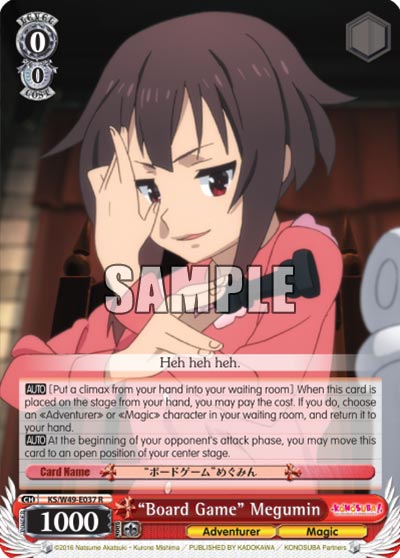 LEVEL
0
0
COST
SAMPLE
Heh heh heh.
AUTO [Put a climax from your hand into your waiting room] When this card is
placed on the stage from your hand, you may pay the cost. If you do, choose
an «Adventurer» or «Magic» character in your waiting room, and return it to
your hand.
AUTO At the beginning of your opponent's attack phase, you may move this
card to an open position of your center stage.
Card Name
"ボードゲーム"めぐみん
CH
KS/W49-E037 R
"Board Game" Megumin
KONOSUBA!
POWER
1000
Adventurer
Magic
©2016 Natsume Akatsuki・Kurone Mishima / PUBLISHED BY KADOKAWA / KONOSUBA Partners